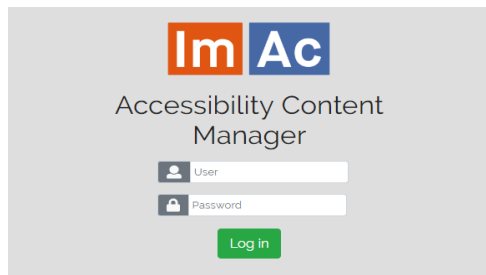 Im Ac
Accessibility Content
Manager
User
Password
Log in